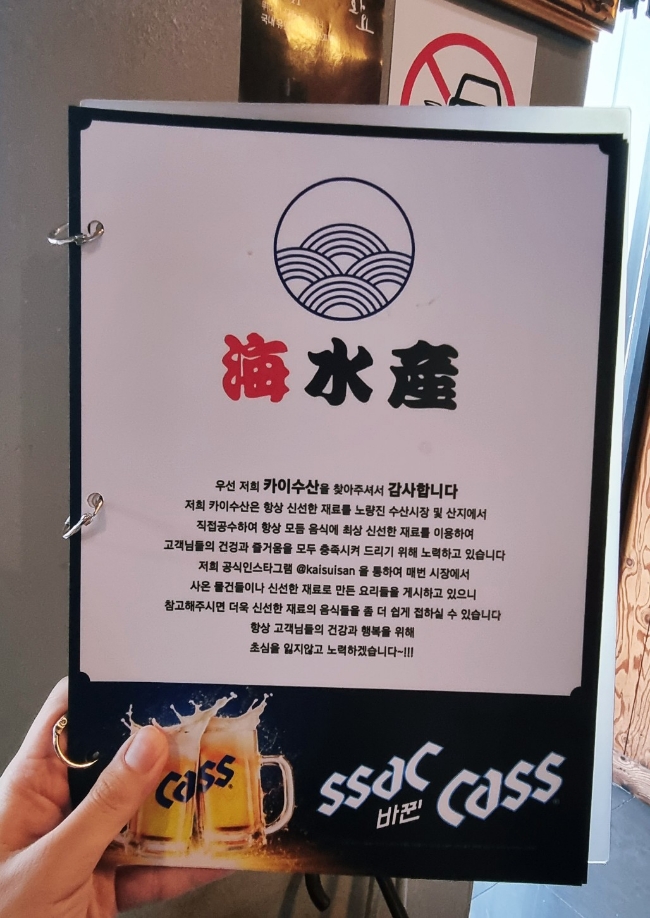 海水産
우선 저희 카이수산을 찾아주셔서 감사합니다
저희 카이수산은 항상 신선한 재료를 노량진 수산시장 및 산지에서
직접공수하여 항상 모듬 음식에 최상 신선한 재료를 이용하여
고객님들의 건겅과 즐거움을 모두 충족시켜 드리기 위해 노력하고 있습니다
저희 공식인스타그램 @kaisuisan 을 통하여 매번 시장에서
사온 물건들이나 신선한 재료로 만든 요리들을 게시하고 있으니
참고해주시면 더욱 신선한 재료의 음식들을 좀 더 쉽게 접하실 수 있습니다
항상 고객님들의 건강과 행복을 위해
초심을 잃지않고 노력하겠습니다~!!!
cass
ssac
바뀐
cass